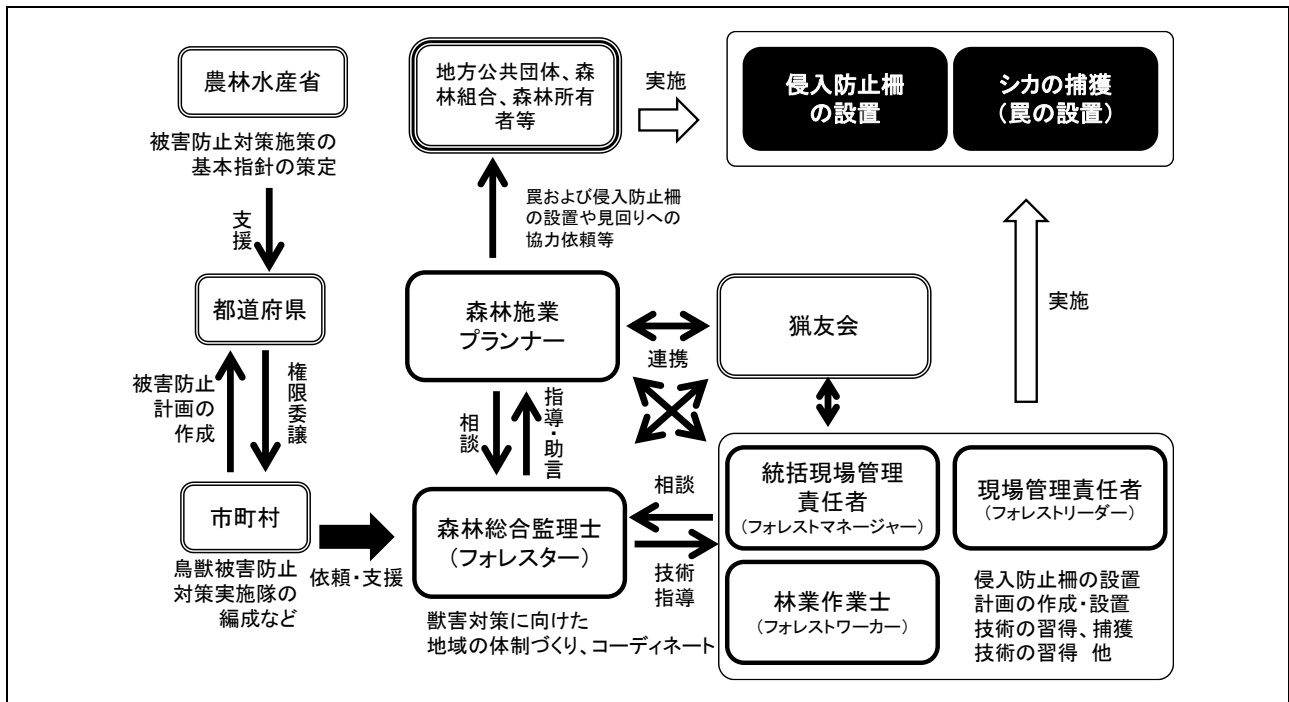 農林水産省
被害防止対策施策の
基本指針の策定
支援
都道府県
被害防止
計画の
作成
権限委譲
市町村
鳥獣被害防止
対策実施隊の
編成など
依頼・支援
地方公共団体、森
林組合、森林所有
者等
実施
侵入防止柵
の設置
シカの捕獲
（罠の設置）
罠および侵入防止柵
の設置や見回りへの
協力依頼等
森林施業
プランナー
連携
猟友会
実施
相談
指導・助言
森林総合監理士
（フォレスター）
獣害対策に向けた
地域の体制づくり、コーディネート
相談
技術
指導
統括現場管理
責任者
（フォレストマネージャー）
現場管理責任者
（フォレストリーダー）
林業作業士
（フォレストワーカー）
侵入防止柵の設置
計画の作成・設置
技術の習得、捕獲
技術の習得 他